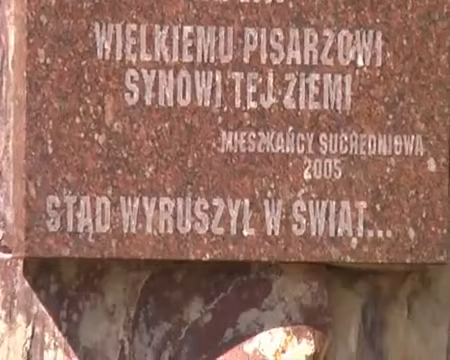 WIELKIEMU PISARZOWI
SYNOWI TEJ ZIEMI
MIESZKAŃCY SUCHEDNIOWA
2005
STĄD WYRUSZYŁ W ŚWIAT...